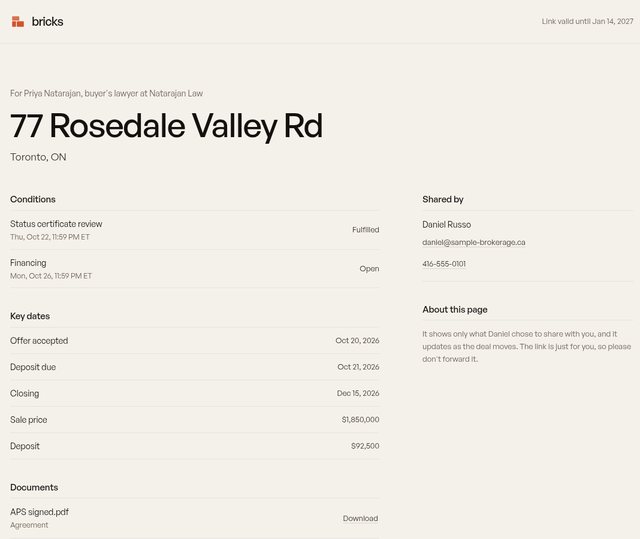 bricks
Link valid until Jan 14, 2027
For Priya Natarajan, buyer's lawyer at Natarajan Law
77 Rosedale Valley Rd
Toronto, ON
Conditions
Status certificate review
Thu, Oct 22, 11:59 PM ET
Fulfilled
Financing
Mon, Oct 26, 11:59 PM ET
Open
Key dates
Offer accepted
Oct 20, 2026
Deposit due
Oct 21, 2026
Closing
Dec 15, 2026
Sale price
$1,850,000
Deposit
$92,500
Documents
APS signed.pdf
Agreement
Download
Shared by
Daniel Russo
daniel@sample-brokerage.ca
416-555-0101
About this page
It shows only what Daniel chose to share with you, and it
updates as the deal moves. The link is just for you, so please
don't forward it.